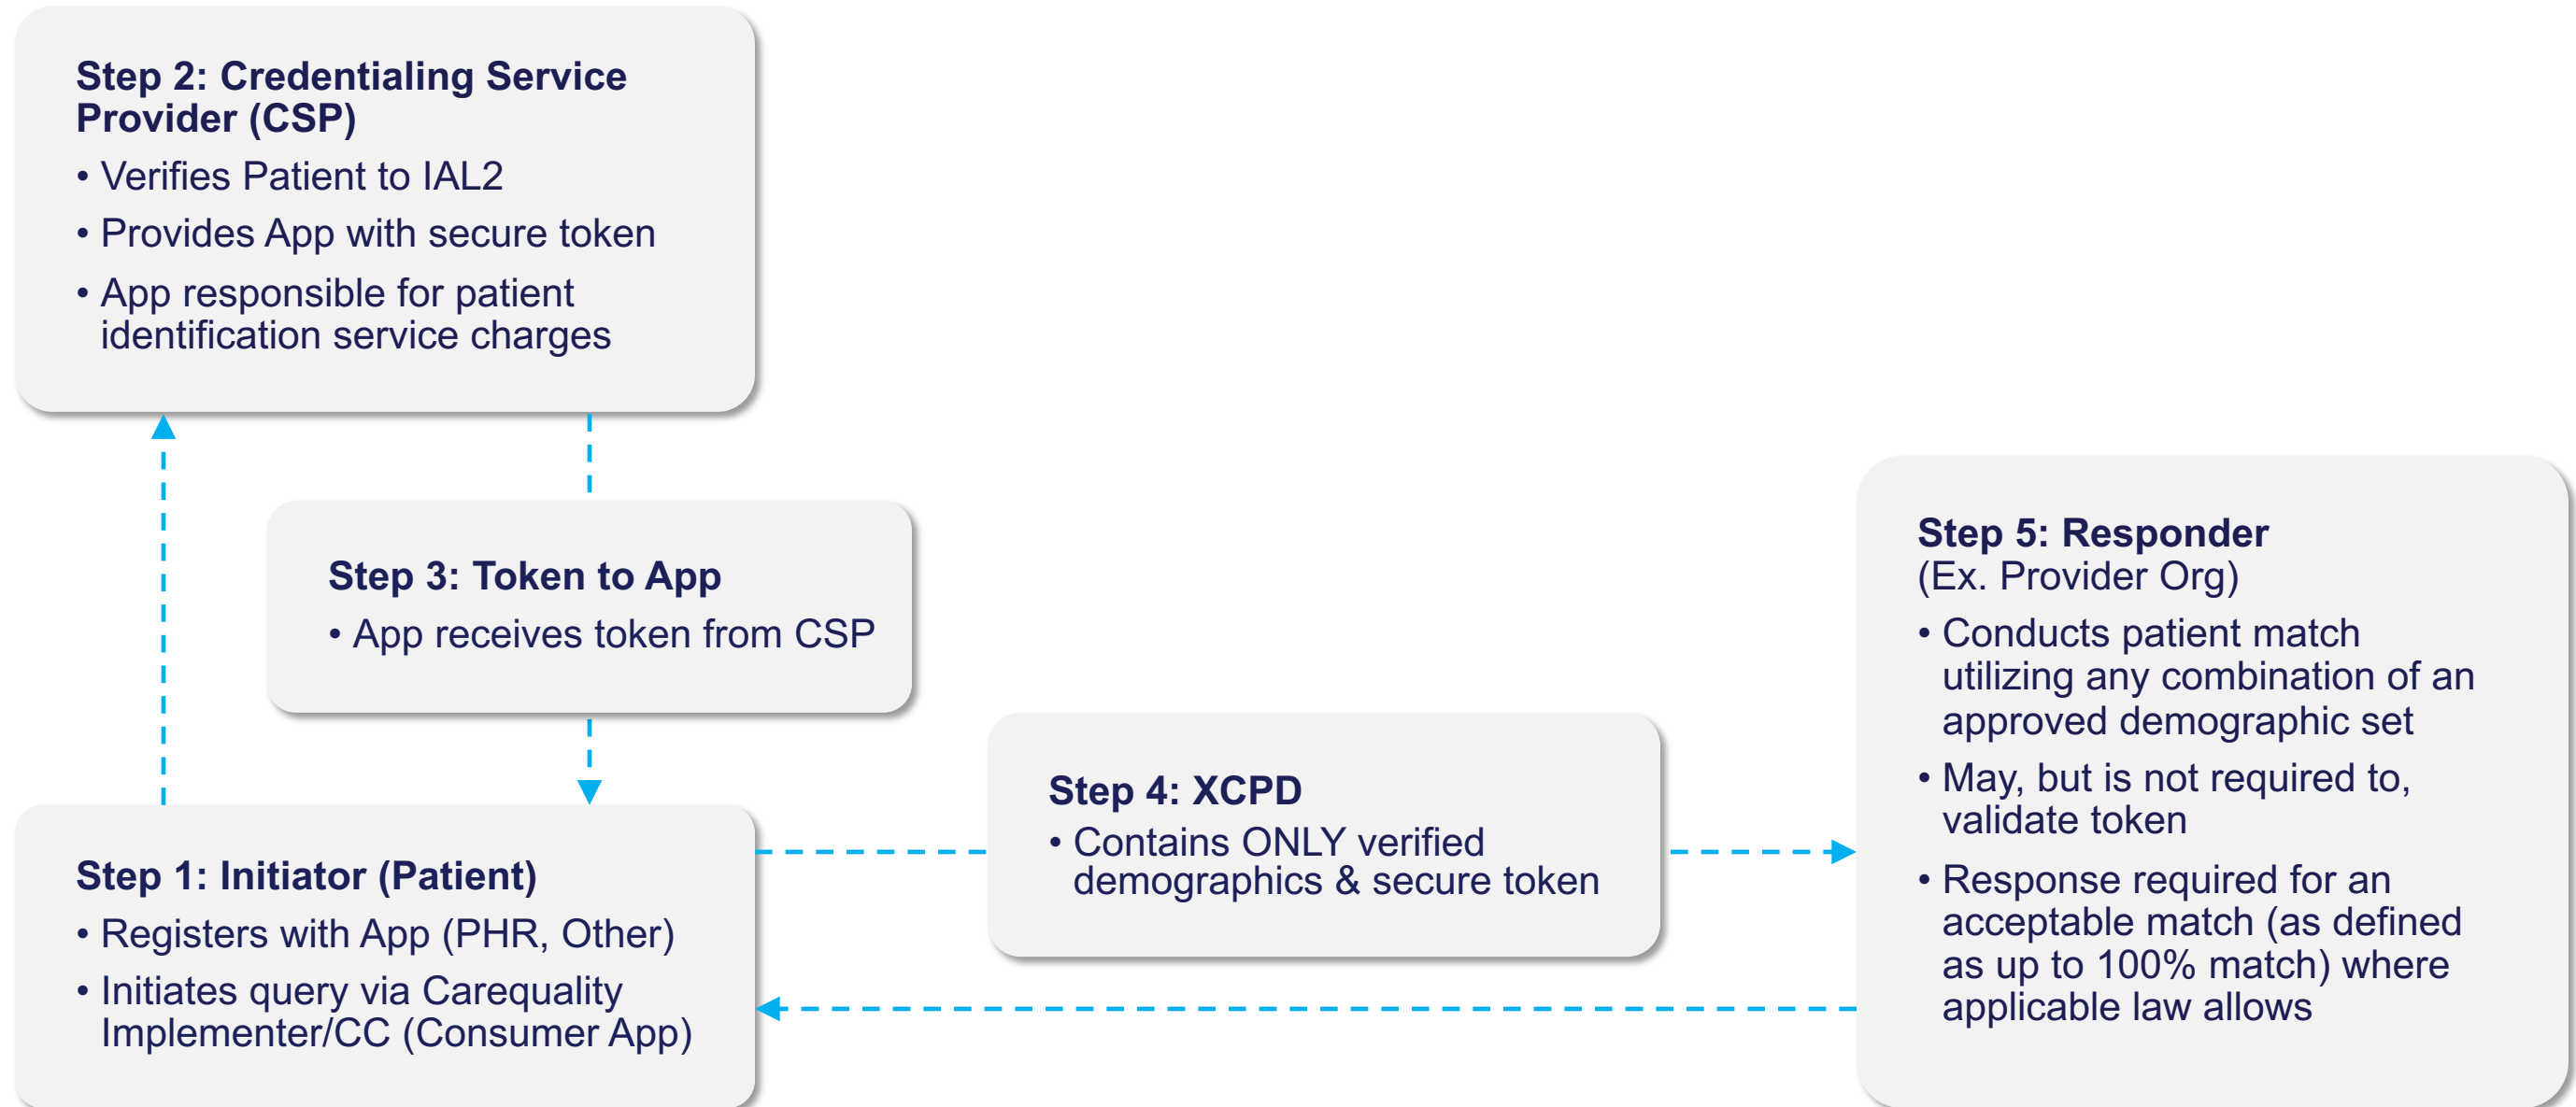 Step 2: Credentialing Service
Provider (CSP)
• Verifies Patient to IAL2
• Provides App with secure token
• App responsible for patient
identification service charges
Step 3: Token to App
• App receives token from CSP
Step 1: Initiator (Patient)
• Registers with App (PHR, Other)
• Initiates query via Carequality
Implementer/CC (Consumer App)
Step 4: XCPD
• Contains ONLY verified
demographics & secure token
Step 5: Responder
(Ex. Provider Org)
• Conducts patient match
utilizing any combination of an
approved demographic set
• May, but is not required to,
validate token
• Response required for an
acceptable match (as defined
as up to 100% match) where
applicable law allows